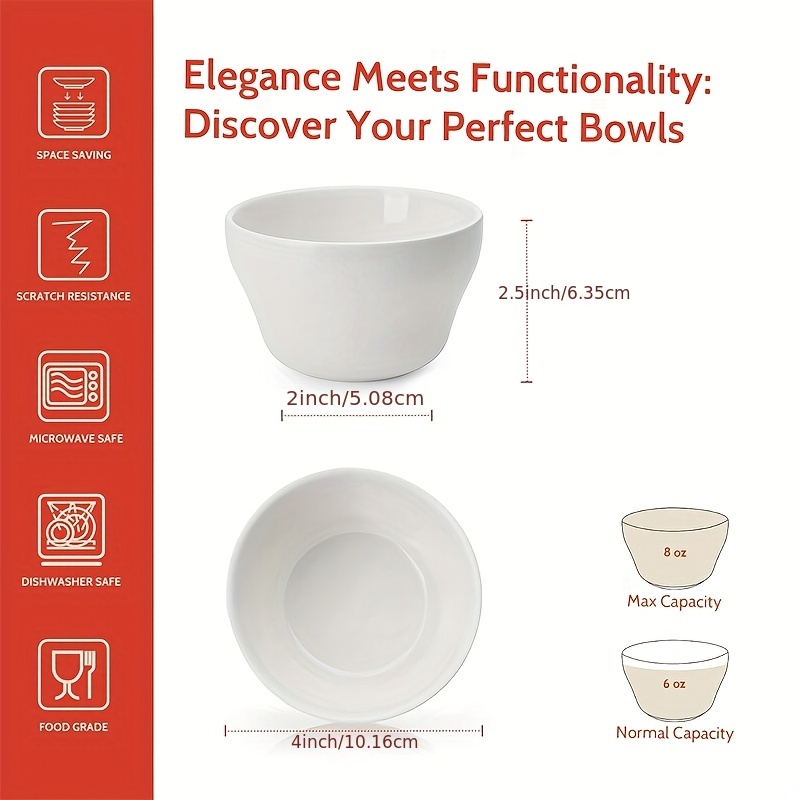 Elegance Meets Functionality:
Discover Your Perfect Bowls
SPACE SAVING
SCRATCH RESISTANCE
MICROWAVE SAFE
DISHWASHER SAFE
FOOD GRADE
2.5inch/6.35cm
2inch/5.08cm
4inch/10.16cm
8 oz
Max Capacity
6 oz
Normal Capacity